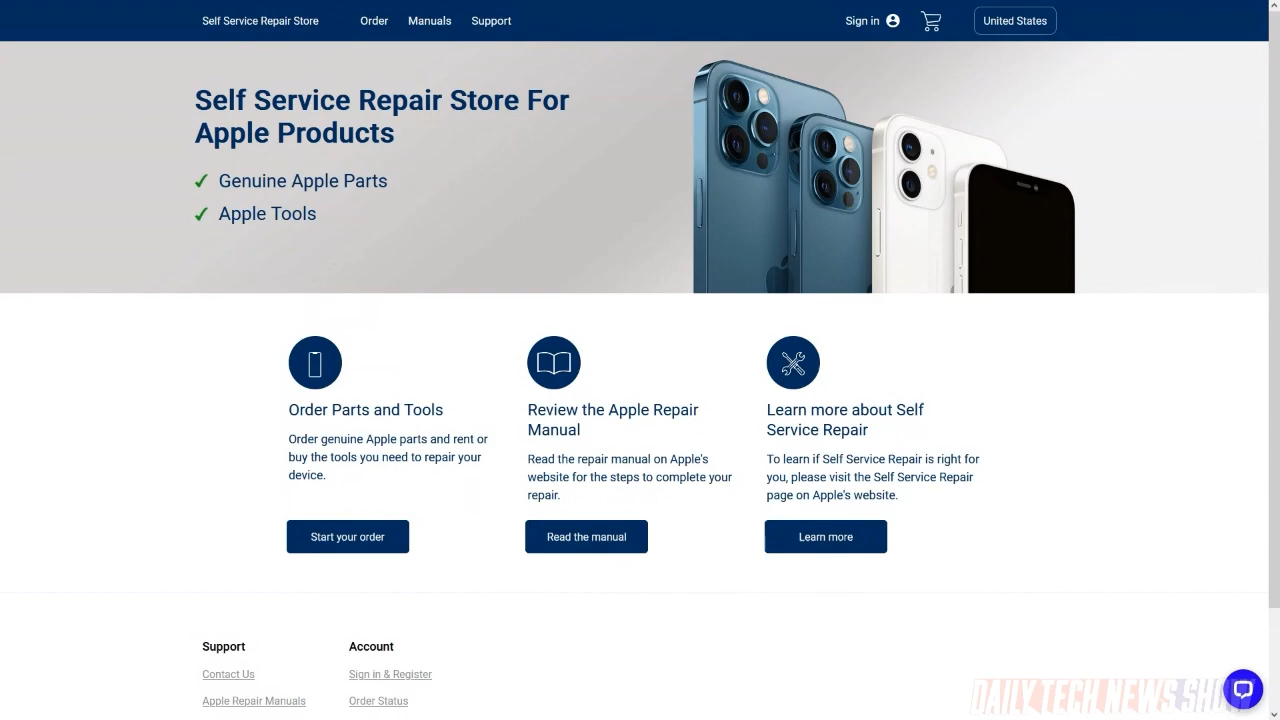 Self Service Repair Store
Order
Manuals
Support
Sign in
United States
Self Service Repair Store For
Apple Products
Genuine Apple Parts
Apple Tools
Order Parts and Tools
Order genuine Apple parts and rent or
buy the tools you need to repair your
device.
Start your order
Review the Apple Repair
Manual
Read the repair manual on Apple's
website for the steps to complete your
repair.
Read the manual
Learn more about Self
Service Repair
To learn if Self Service Repair is right for
you, please visit the Self Service Repair
page on Apple's website.
Learn more
Support
Contact Us
Apple Repair Manuals
Account
Sign in & Register
Order Status
DAILY TECH NEWS SHOW